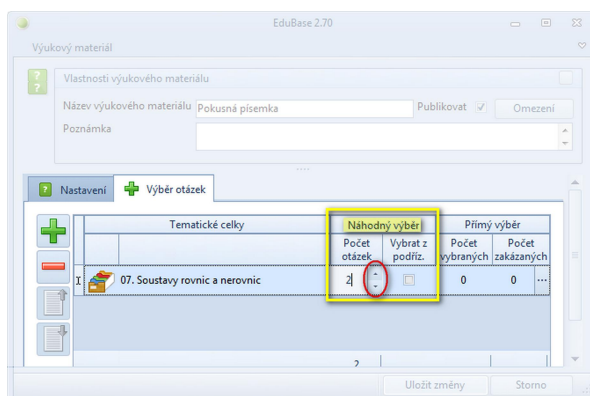 EduBase 2.70
Výukový materiál
Vlastnosti výukového materiálu
Název výukového materiálu Pokusná písemka Publikovat Omezení
Poznámka
Nastavení Výběr otázek
Tematické celky Náhodný výběr Přímý výběr
Počet otázek Vybrat z podříz. Počet vybraných Počet zakázaných
07. Soustavy rovnic a nerovnic 2 0 0 ...
2
Uložit změny Storno